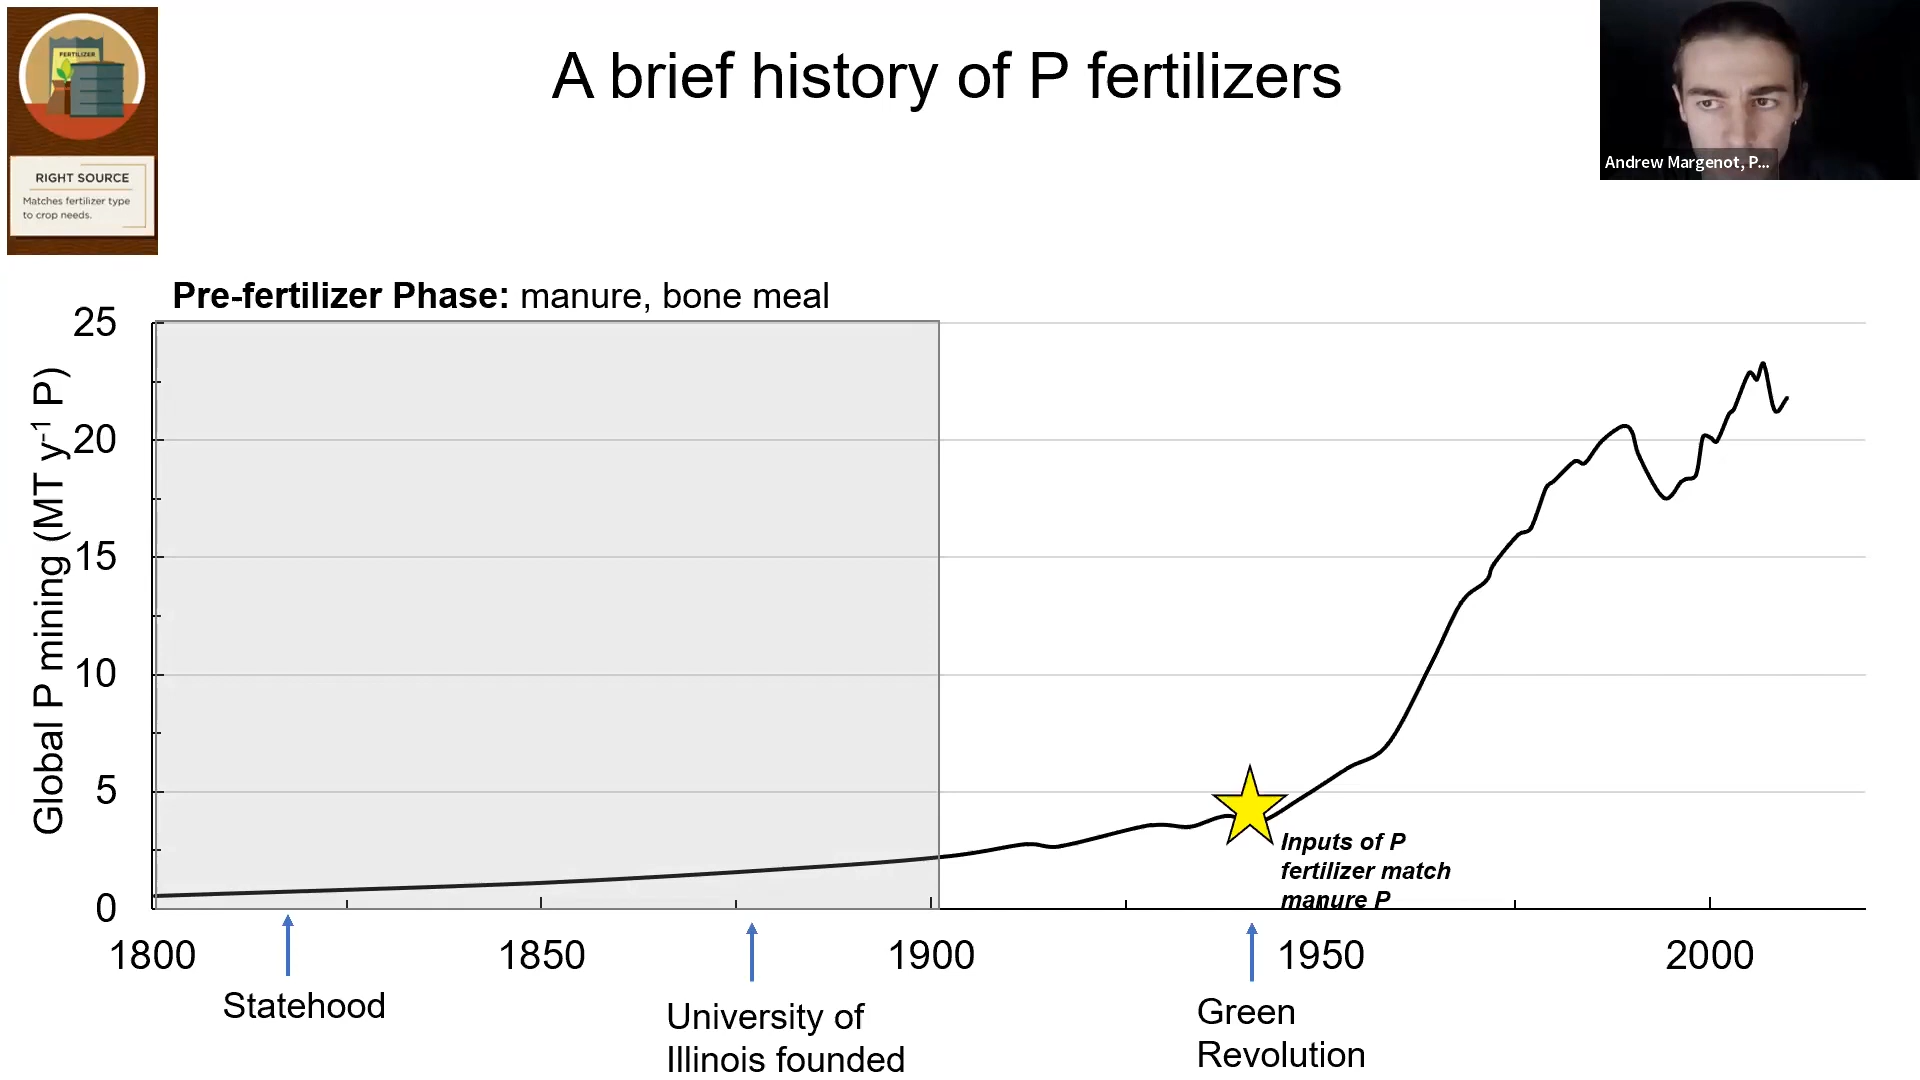 FERTILIZER
RIGHT SOURCE
Matches fertilizer type
to crop needs.
A brief history of P fertilizers
Andrew Margenot, P...
Pre-fertilizer Phase: manure, bone meal
Global P mining (MT y-1 P)
25
20
15
10
5
0
Inputs of P
fertilizer match
manure P
1800
1850
1900
1950
2000
Statehood
University of
Illinois founded
Green
Revolution